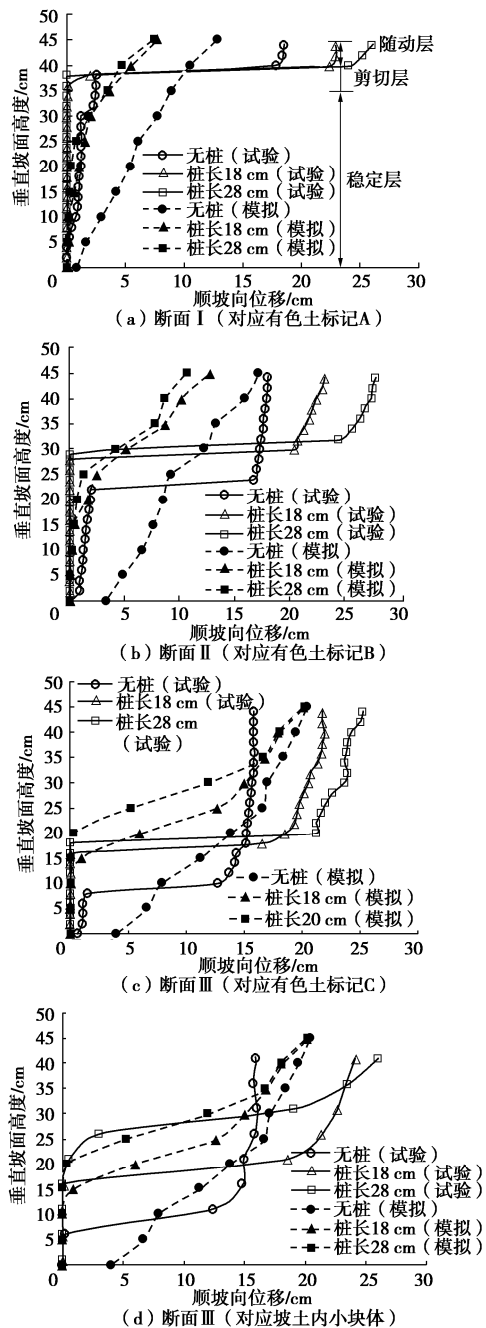 50
45
40
35
30
25
20
15
10
5
0
垂直坡面高度/cm
随动层
剪切层
稳定层
无桩（试验）
桩长18 cm（试验）
桩长28 cm（试验）
无桩（模拟）
桩长18 cm（模拟）
桩长28 cm（模拟）
5 10 15 20 25 30
顺坡向位移/cm
（a）断面Ⅰ（对应有色土标记A）
50
45
40
35
30
25
20
15
10
5
0
垂直坡面高度/cm
无桩（试验）
桩长18 cm（试验）
桩长28 cm（试验）
无桩（模拟）
桩长18 cm（模拟）
桩长28 cm（模拟）
5 10 15 20 25 30
顺坡向位移/cm
（b）断面Ⅱ（对应有色土标记B）
50
45
40
35
30
25
20
15
10
5
0
垂直坡面高度/cm
无桩（试验）
桩长18 cm（试验）
桩长28 cm
（试验）
无桩（模拟）
桩长18 cm（模拟）
桩长20 cm（模拟）
5 10 15 20 25 30
顺坡向位移/cm
（c）断面Ⅲ（对应有色土标记C）
50
45
40
35
30
25
20
15
10
5
0
垂直坡面高度/cm
无桩（试验）
桩长18 cm（试验）
桩长28 cm（试验）
无桩（模拟）
桩长18 cm（模拟）
桩长28 cm（模拟）
5 10 15 20 25 30
顺坡向位移/cm
（d）断面Ⅲ（对应坡土内小块体）